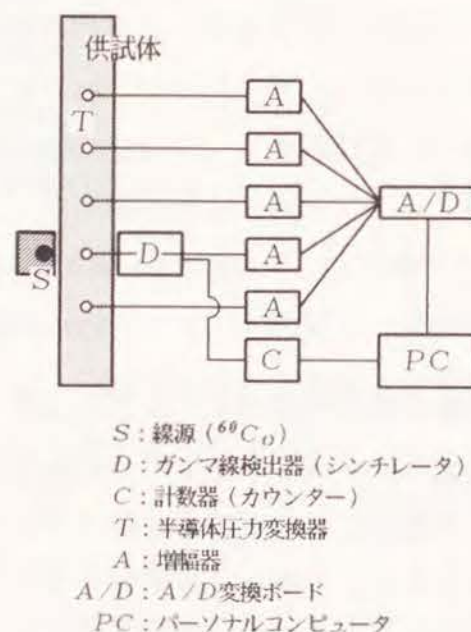 供試体
A
T
A
A
A/D
D
A
S
A
C
PC
S：線源（⁶⁰Co）
D：ガンマ線検出器（シンチレータ）
C：計数器（カウンター）
T：半導体圧力変換器
A：増幅器
A/D：A/D変換ボード
PC：パーソナルコンピュータ